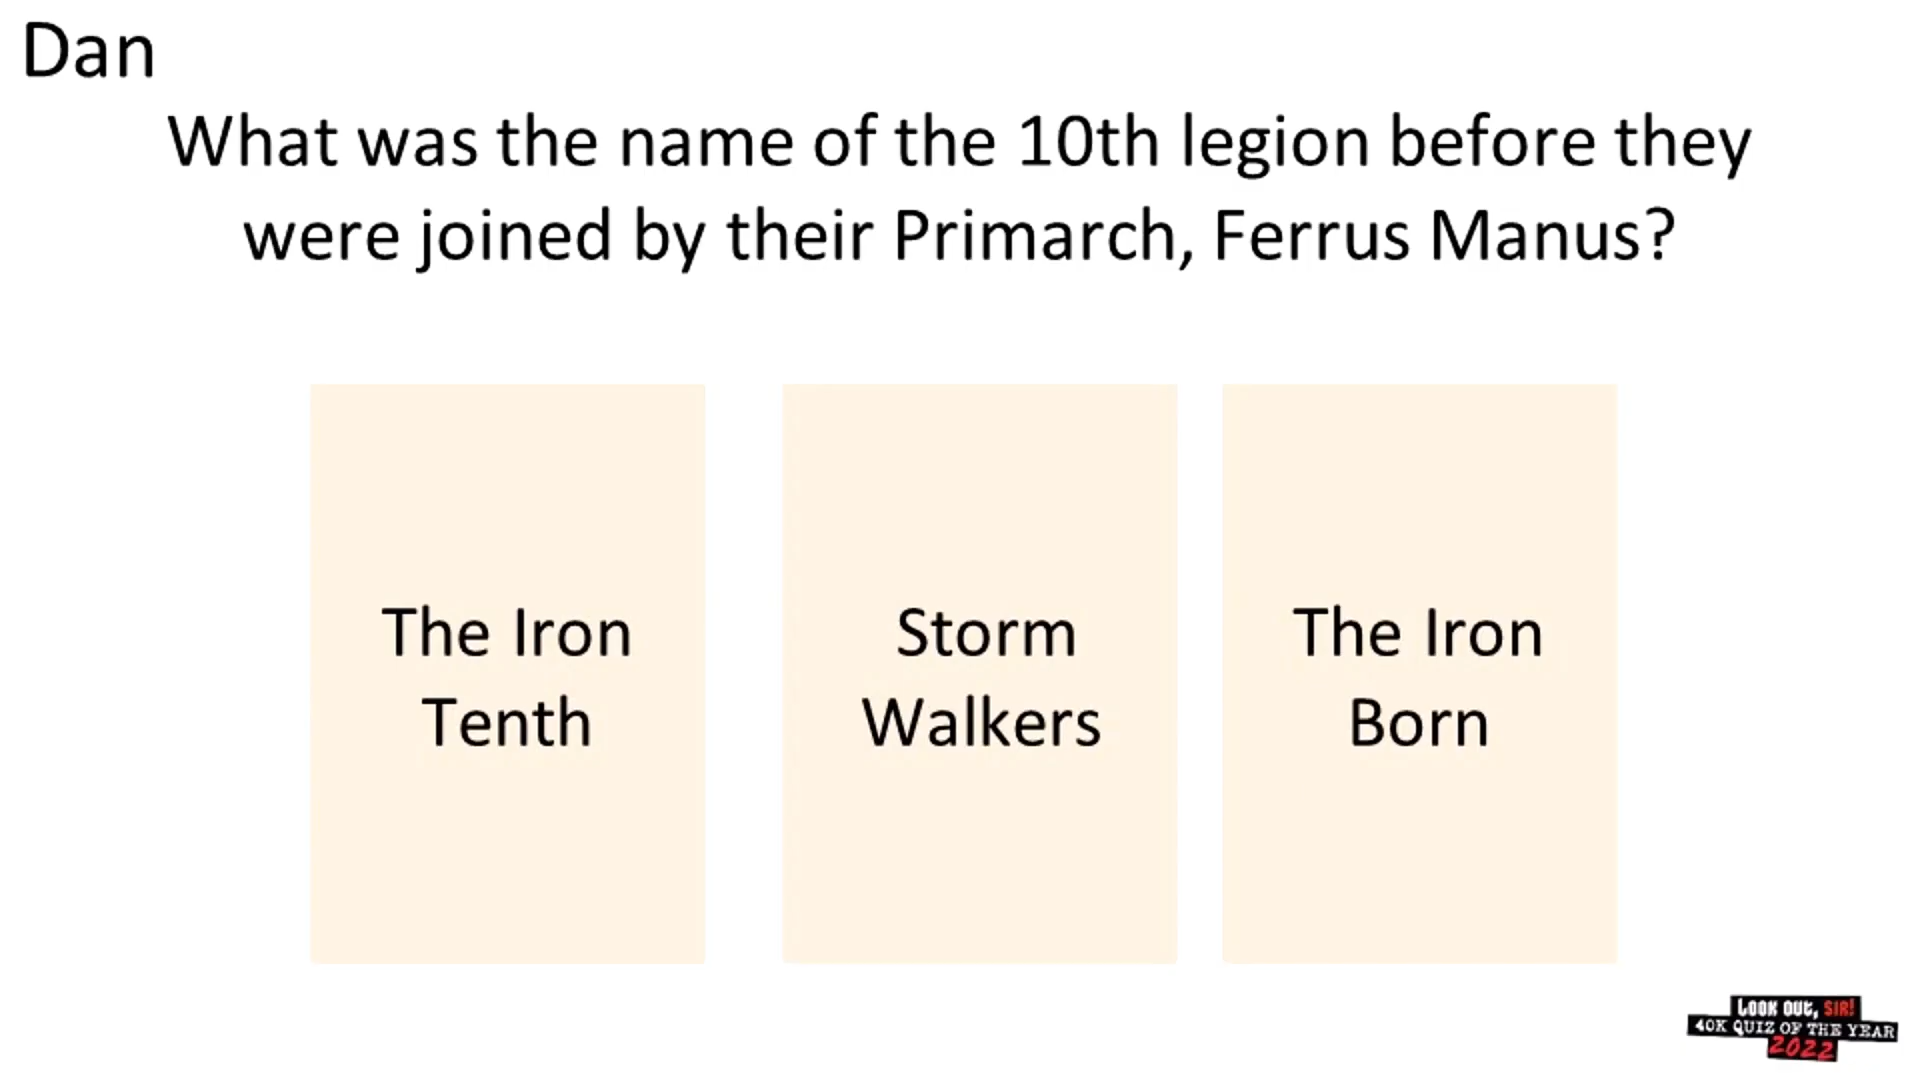 Dan
What was the name of the 10th legion before they
were joined by their Primarch, Ferrus Manus?
The Iron
Tenth
Storm
Walkers
The Iron
Born
LOOK OUT, SIR!
40K QUIZ OF THE YEAR
2022